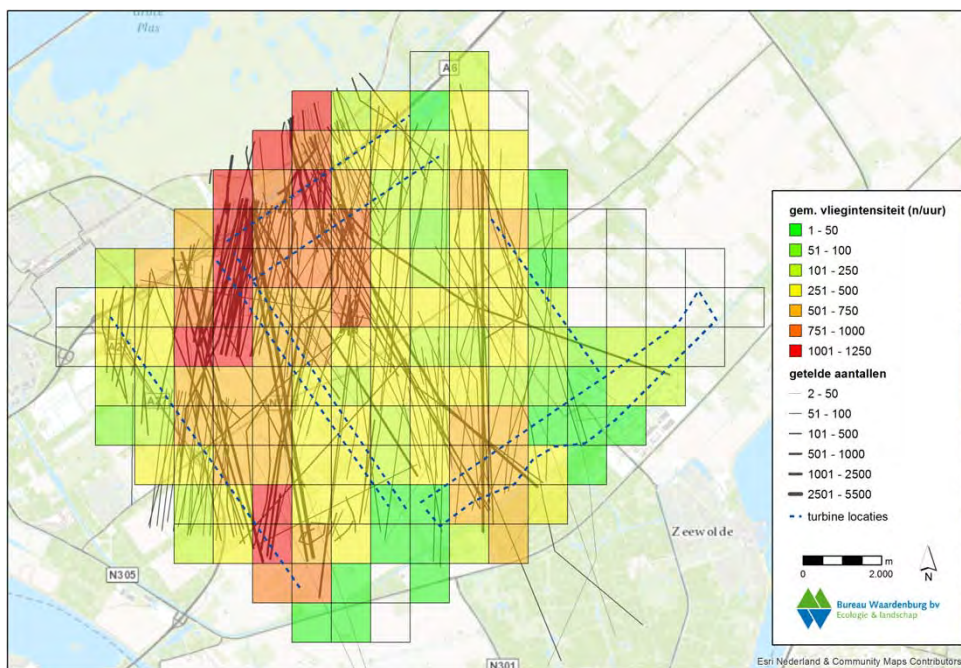 Grote
Plas
A6
gem. vliegintensiteit (n/uur)
1 - 50
51 - 100
101 - 250
251 - 500
501 - 750
751 - 1000
1001 - 1250
getelde aantallen
2 - 50
51 - 100
101 - 500
501 - 1000
1001 - 2500
2501 - 5500
turbine locaties
Zeewolde
0
2.000
m
N
N305
N301
Bureau Waardenburg bv
Ecologie & landschap
Esri Nederland & Community Maps Contributors